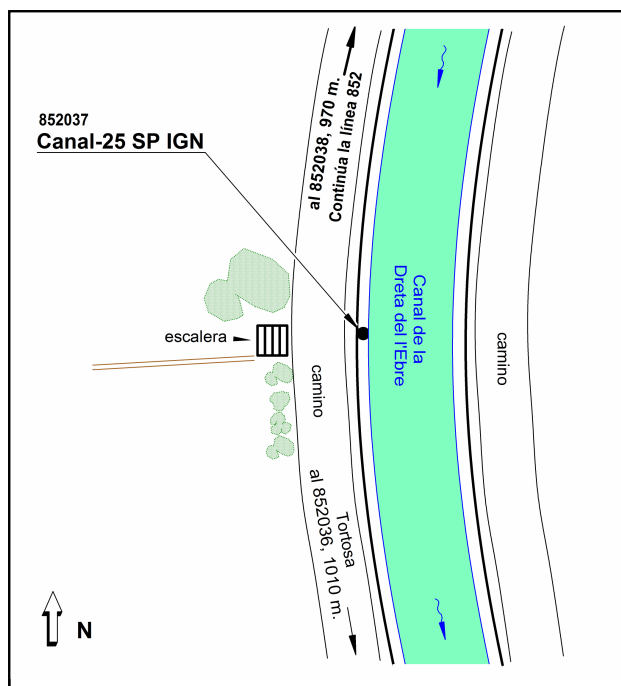 852037
Canal-25 SP IGN
al 852038, 970 m.
Continúa la línea 852
Canal de la
Dreta del l'Ebre
escalera
camino
camino
Tortosa
al 852036, 1010 m.
N